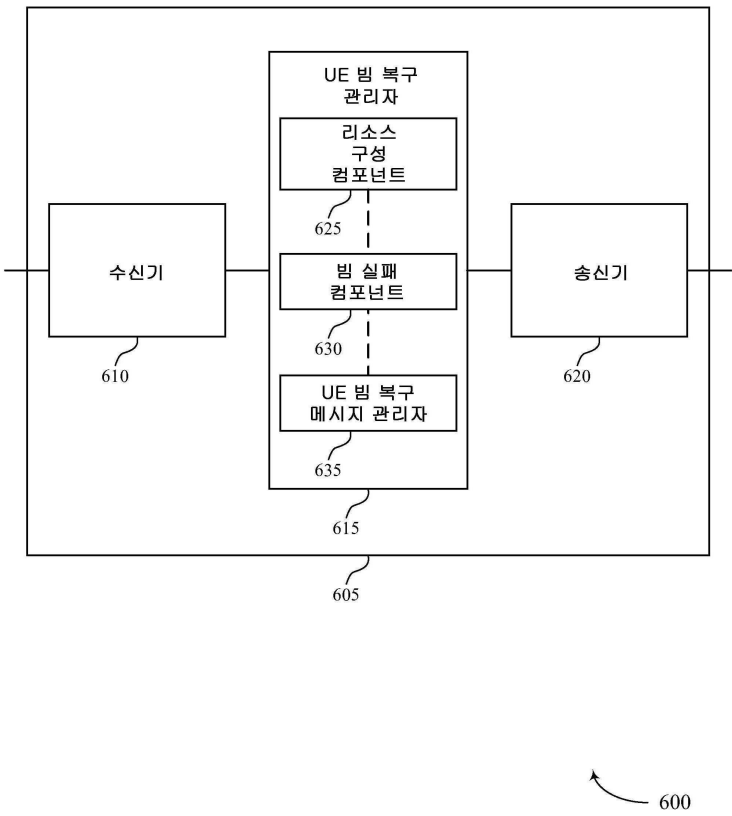 UE 빔 복구
관리자
리소스
구성
컴포넌트
625
수신기
610
빔 실패
컴포넌트
630
송신기
620
UE 빔 복구
메시지 관리자
635
615
605
600